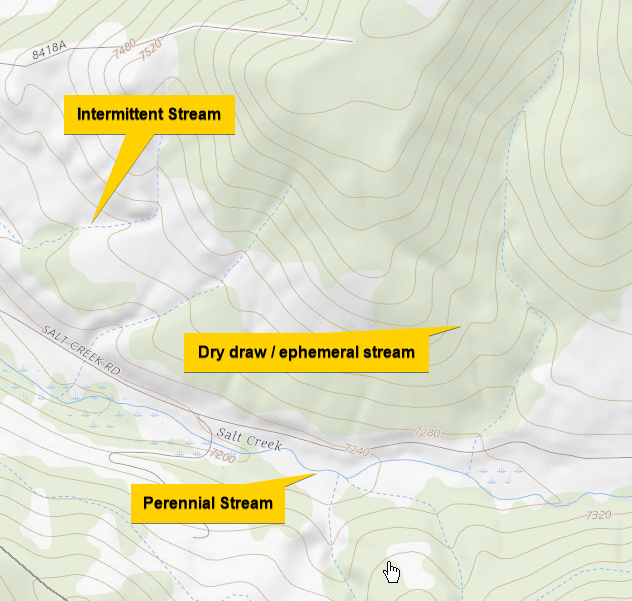 8418A
7480
7520
Intermittent Stream
SALT CREEK RD
Dry draw / ephemeral stream
Salt Creek
7280
7240
7200
Perennial Stream
7320